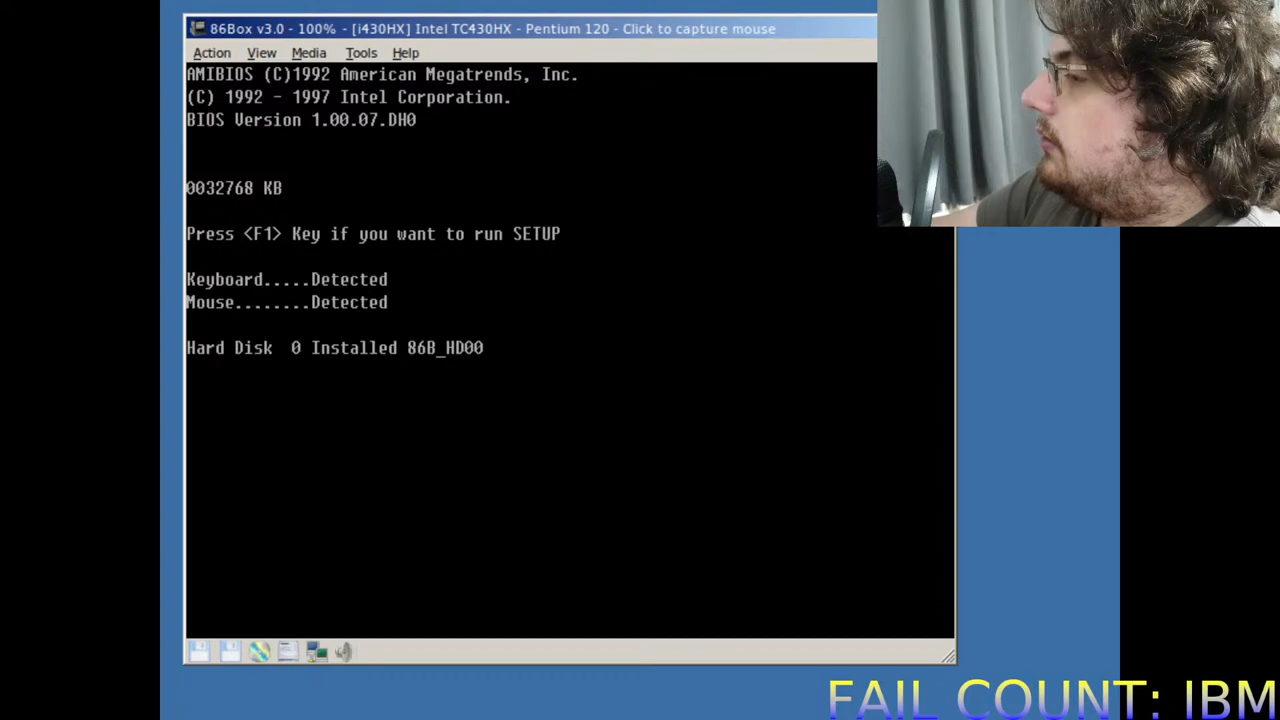 86Box v3.0 - 100% - [i430HX] Intel TC430HX - Pentium 120 - Click to capture mouse
Action View Media Tools Help
AMIBIOS (C)1992 American Megatrends, Inc.
(C) 1992 - 1997 Intel Corporation.
BIOS Version 1.00.07.DH0
0032768 KB
Press <F1> Key if you want to run SETUP
Keyboard.....Detected
Mouse........Detected
Hard Disk 0 Installed 86B_HD00
FAIL COUNT: IBM